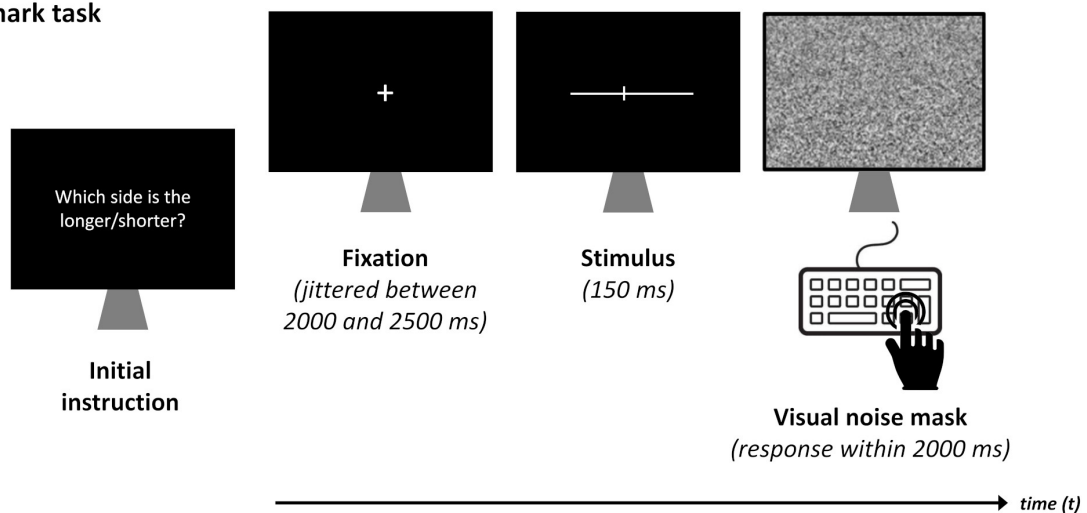 task
Which side is the
longer/shorter?
Initial
instruction
Fixation
(jittered between
2000 and 2500 ms)
Stimulus
(150 ms)
Visual noise mask
(response within 2000 ms)
time (t)